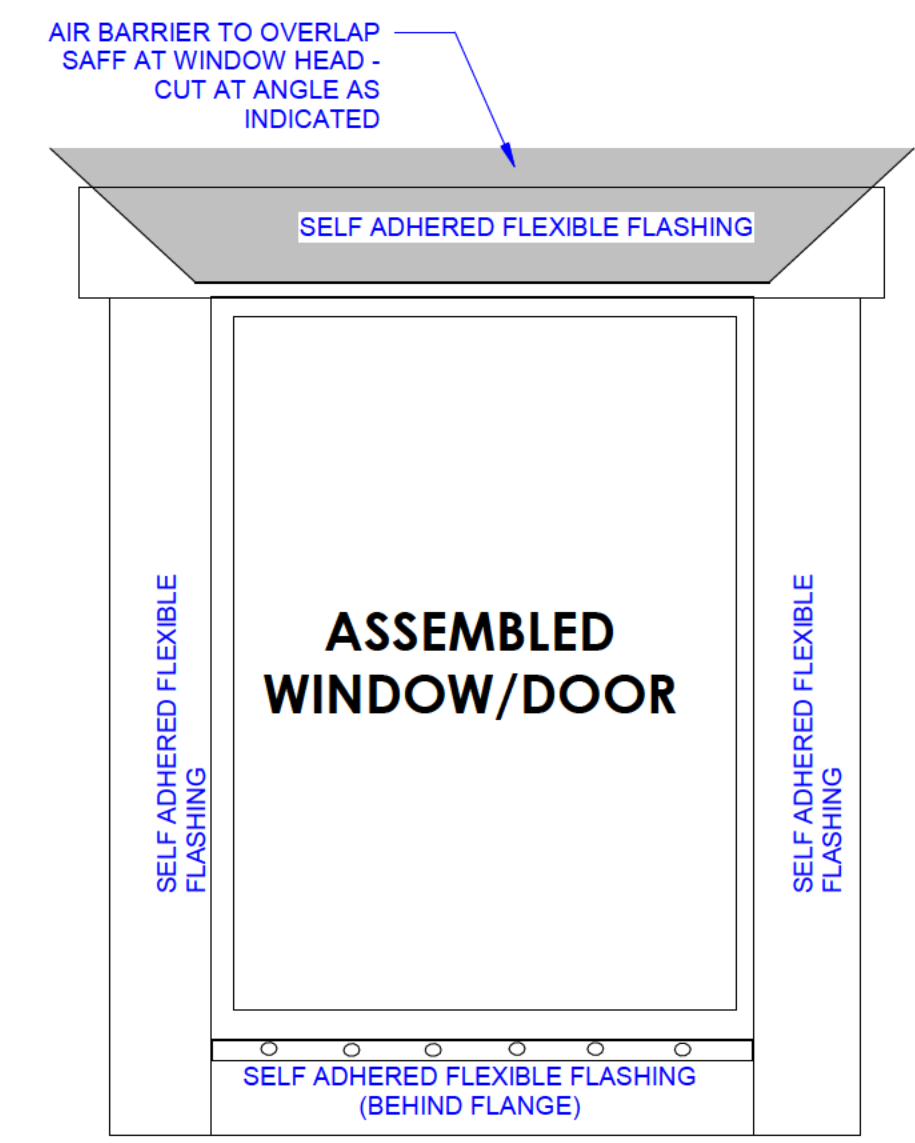 AIR BARRIER TO OVERLAP
SAFF AT WINDOW HEAD -
CUT AT ANGLE AS
INDICATED
SELF ADHERED FLEXIBLE FLASHING
SELF ADHERED FLEXIBLE
FLASHING
ASSEMBLED
WINDOW/DOOR
SELF ADHERED FLEXIBLE
FLASHING
SELF ADHERED FLEXIBLE FLASHING
(BEHIND FLANGE)